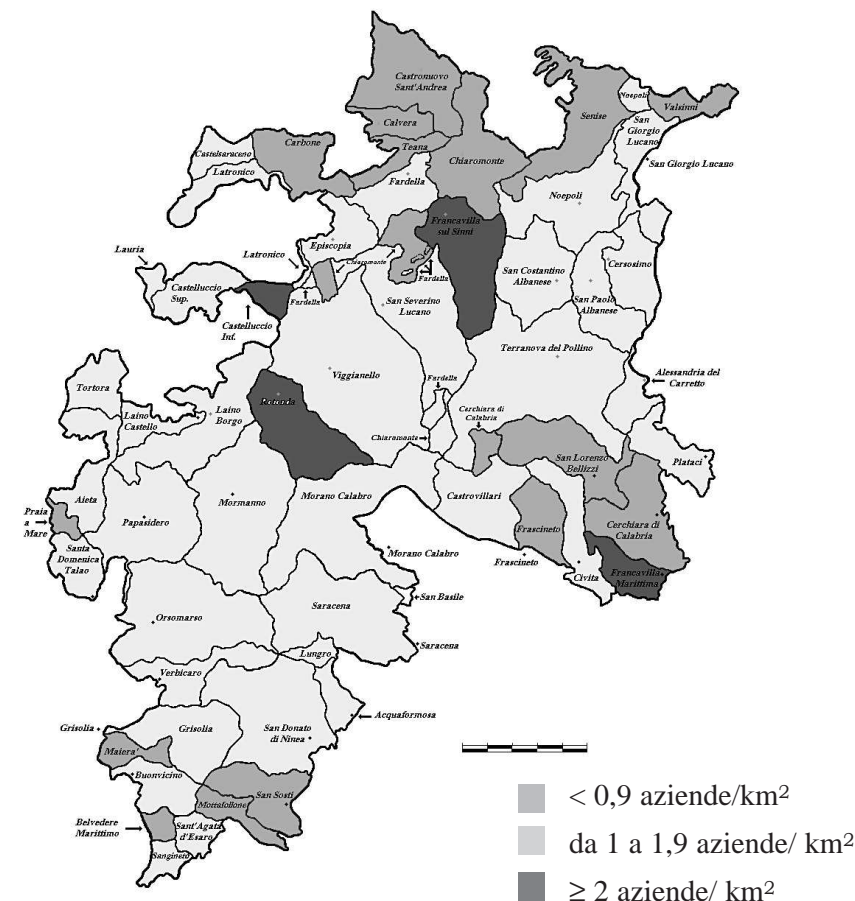 Castronuovo
Sant'Andrea
Calvera
Teana
Carbone
Castelsaraceno
Latronico
Chiaromonte
Fardella
Senise
Noepoli
Valsinni
San
Giorgio
Lucano
San Giorgio Lucano
Noepoli
Francavilla
sul Sinni
Episcopia
Chiaromonte
Fardella
Latronico
Lauria
Castelluccio
Sup.
Fardella
Castelluccio
Inf.
San Severino
Lucano
San Costantino
Albanese
San Paolo
Albanese
Cersosimo
Terranova del Pollino
Alessandria del
Carretto
Viggianello
Fardella
Rotonda
Tortora
Laino
Castello
Laino
Borgo
Cerchiara di
Calabria
Chiaromonte
San Lorenzo
Bellizzi
Plataci
Aieta
Praia
a
Mare
Papasidero
Mormanno
Morano Calabro
Castrovillari
Frascineto
Cerchiara di
Calabria
Santa
Domenica
Talao
Morano Calabro
Frascineto
Civita
Francavilla
Marittima
San Basile
Orsomarso
Saracena
Saracena
Lungro
Verbicaro
Acquaformosa
Grisolia
Grisolia
San Donato
di Ninea
Maiera'
Buonvicino
Mottafollone
San Sosti
Belvedere
Marittimo
Sant'Agata
d'Esaro
Sangineto
< 0,9 aziende/km²
da 1 a 1,9 aziende/ km²
≥ 2 aziende/ km²